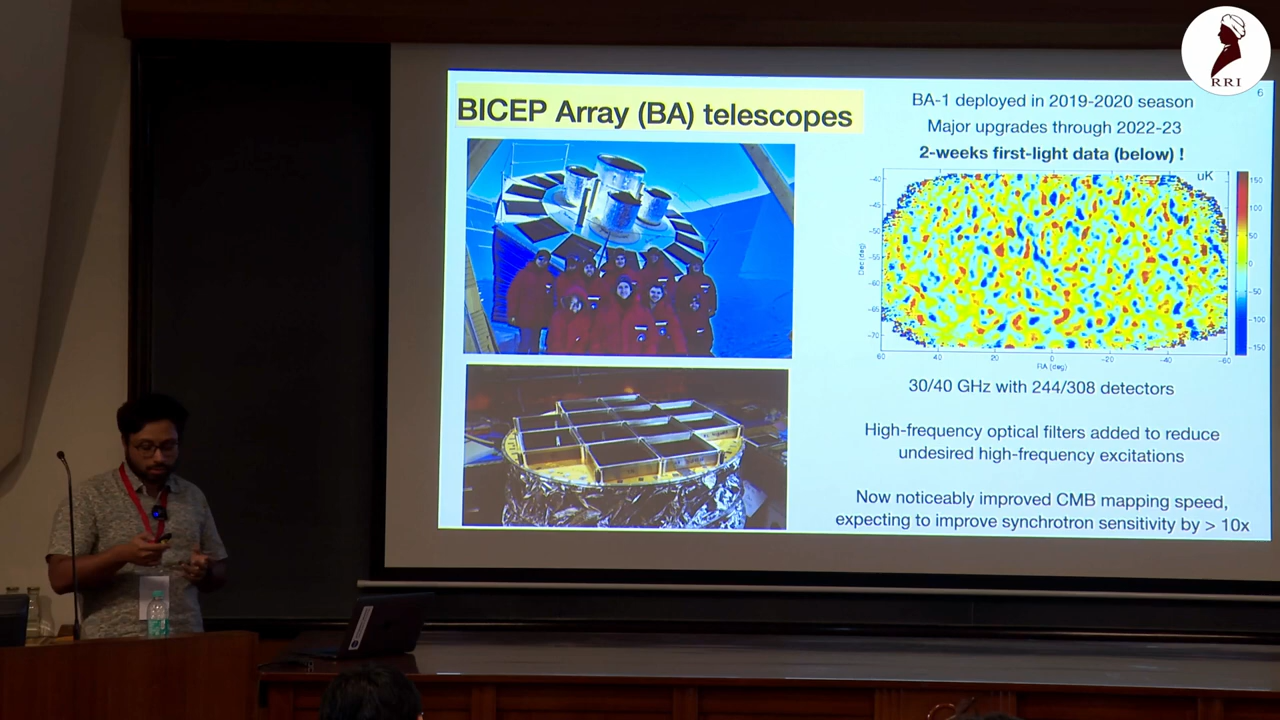 RRI
6
BICEP Array (BA) telescopes
BA-1 deployed in 2019-2020 season
Major upgrades through 2022-23
2-weeks first-light data (below) !
uK
-40
-45
-50
-55
-60
-65
-70
Dec (deg)
60
40
20
0
-20
-40
-60
RA (deg)
150
50
0
-50
-100
-150
30/40 GHz with 244/308 detectors
High-frequency optical filters added to reduce
undesired high-frequency excitations
Now noticeably improved CMB mapping speed,
expecting to improve synchrotron sensitivity by > 10x